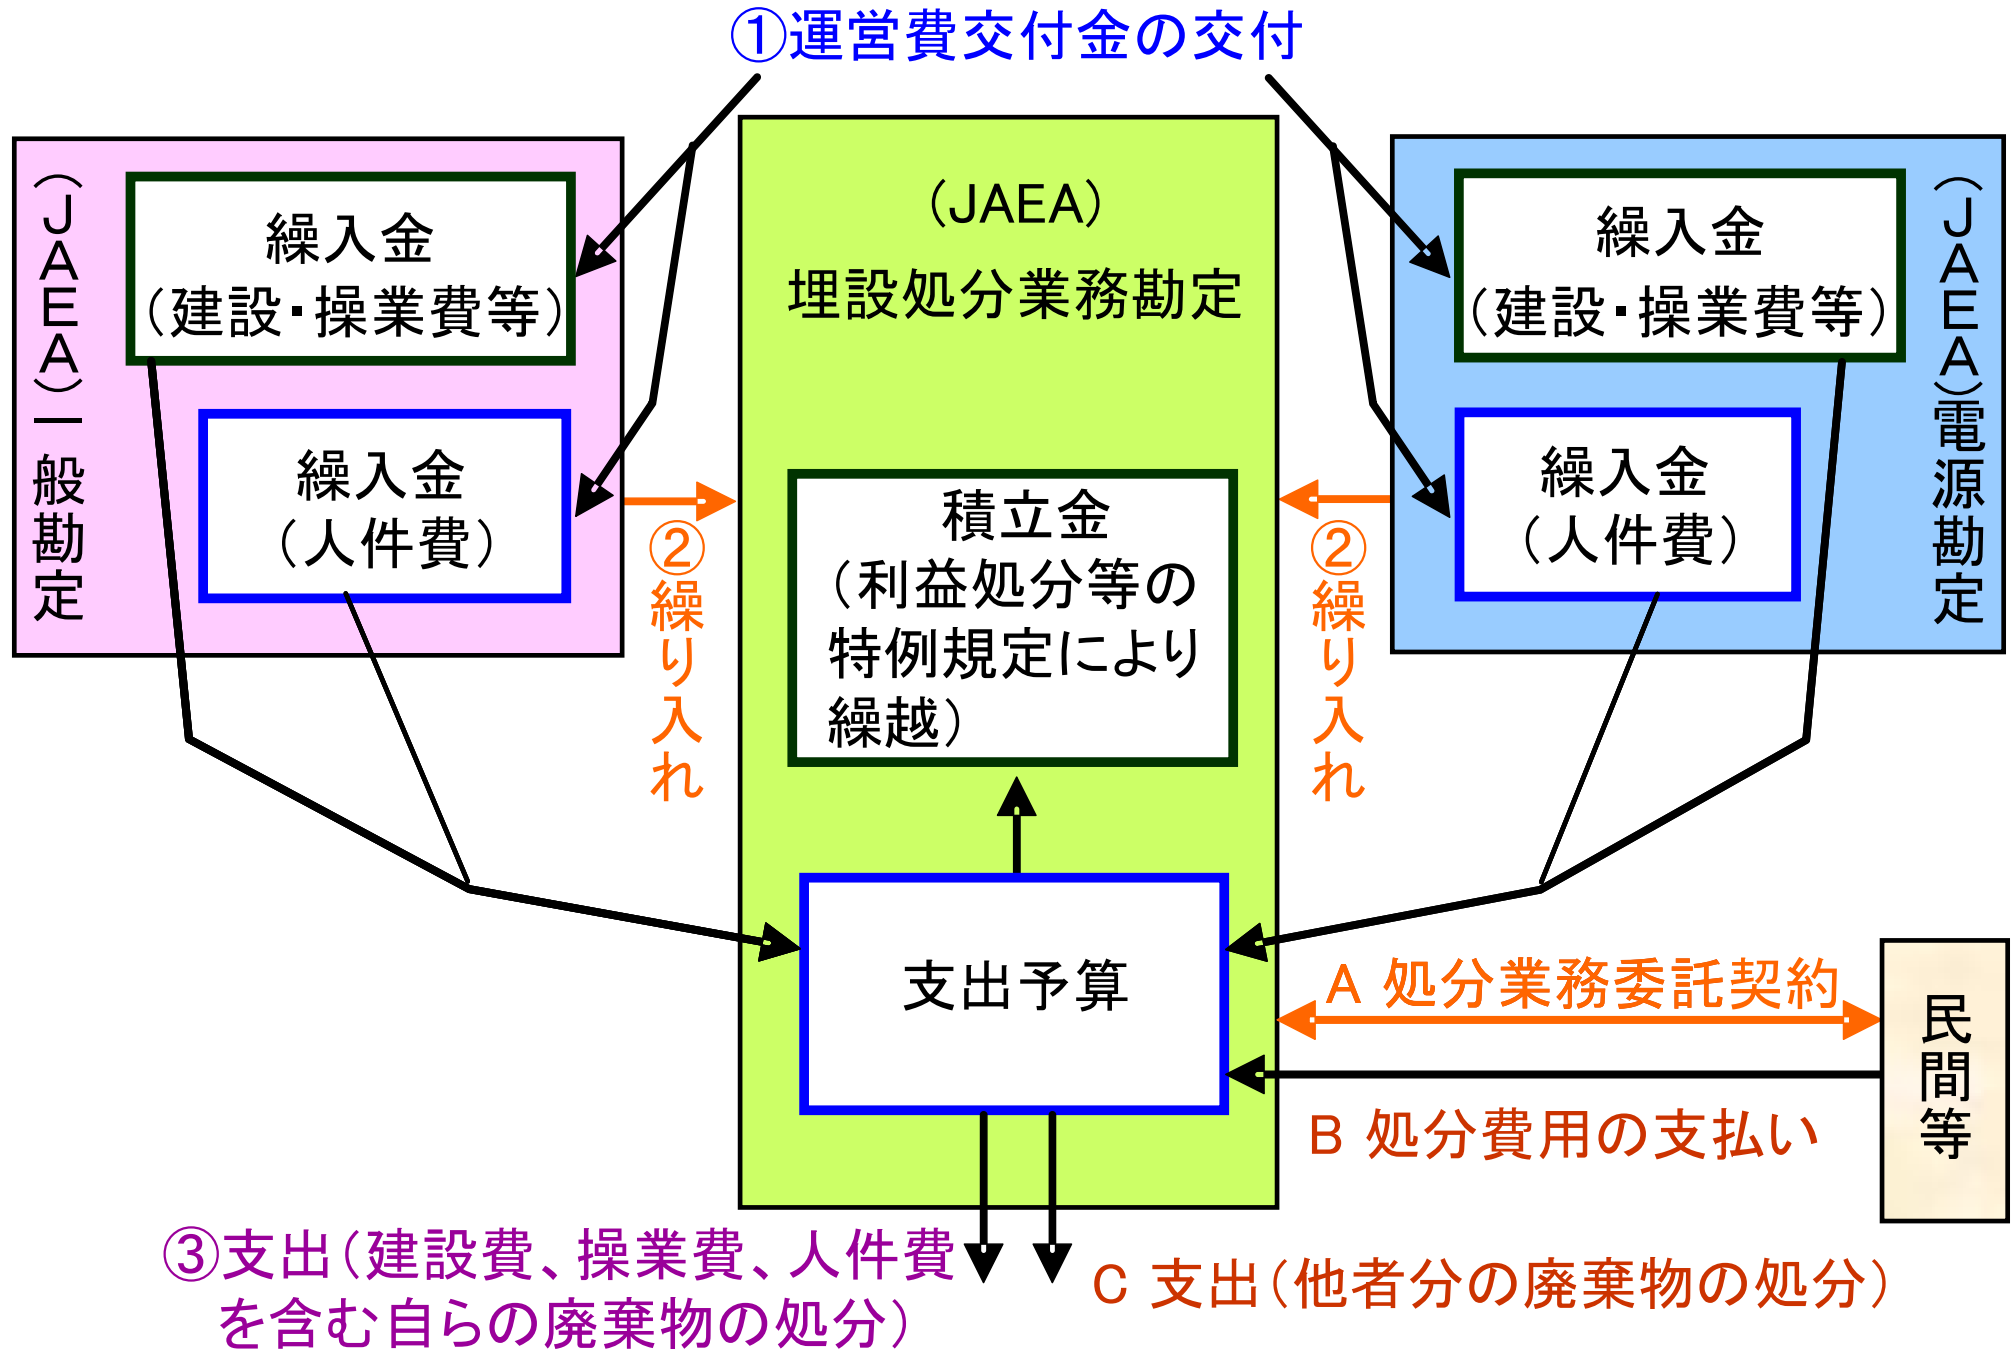 ①運営費交付金の交付
（ＪＡＥＡ）一般勘定
繰入金
（建設・操業費等）
繰入金
（人件費）
②繰り入れ
（JAEA）
埋設処分業務勘定
積立金
（利益処分等の
特例規定により
繰越）
支出予算
②繰り入れ
繰入金
（建設・操業費等）
繰入金
（人件費）
（ＪＡＥＡ）電源勘定
A 処分業務委託契約
B 処分費用の支払い
民間等
③支出（建設費、操業費、人件費
を含む自らの廃棄物の処分）
C 支出（他者分の廃棄物の処分）